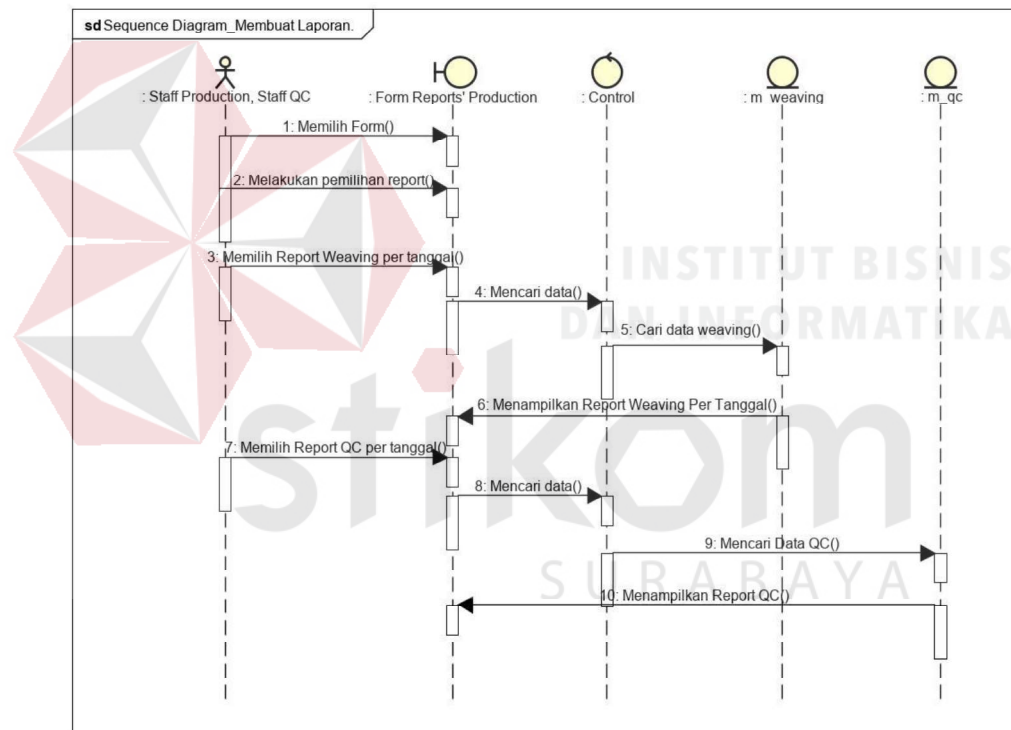 sd Sequence Diagram_Membuat Laporan.
: Staff Production, Staff QC
: Form Reports' Production
: Control
: m_weaving
: m_qc
1: Memilih Form()
2: Melakukan pemilihan report()
3: Memilih Report Weaving per tanggal()
4: Mencari data()
5: Cari data weaving()
6: Menampilkan Report Weaving Per Tanggal()
7: Memilih Report QC per tanggal()
8: Mencari data()
9: Mencari Data QC()
10: Menampilkan Report QC()
INSTITUT BISNIS
DAN INFORMATIKA
stikom
SURABAYA